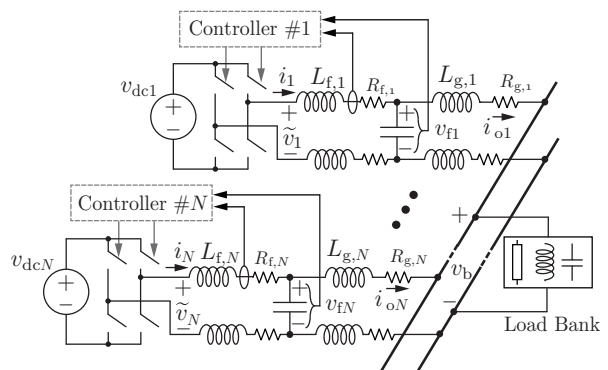 Controller #1
v_dc1
i_1
L_f,1
R_f,1
L_g,1
R_g,1
+
−
+
ṽ_1
−
+
−
v_f1
i_o1
Controller #N
v_dcN
i_N
L_f,N
R_f,N
L_g,N
R_g,N
+
−
+
ṽ_N
−
+
−
v_fN
i_oN
+
v_b
−
Load Bank